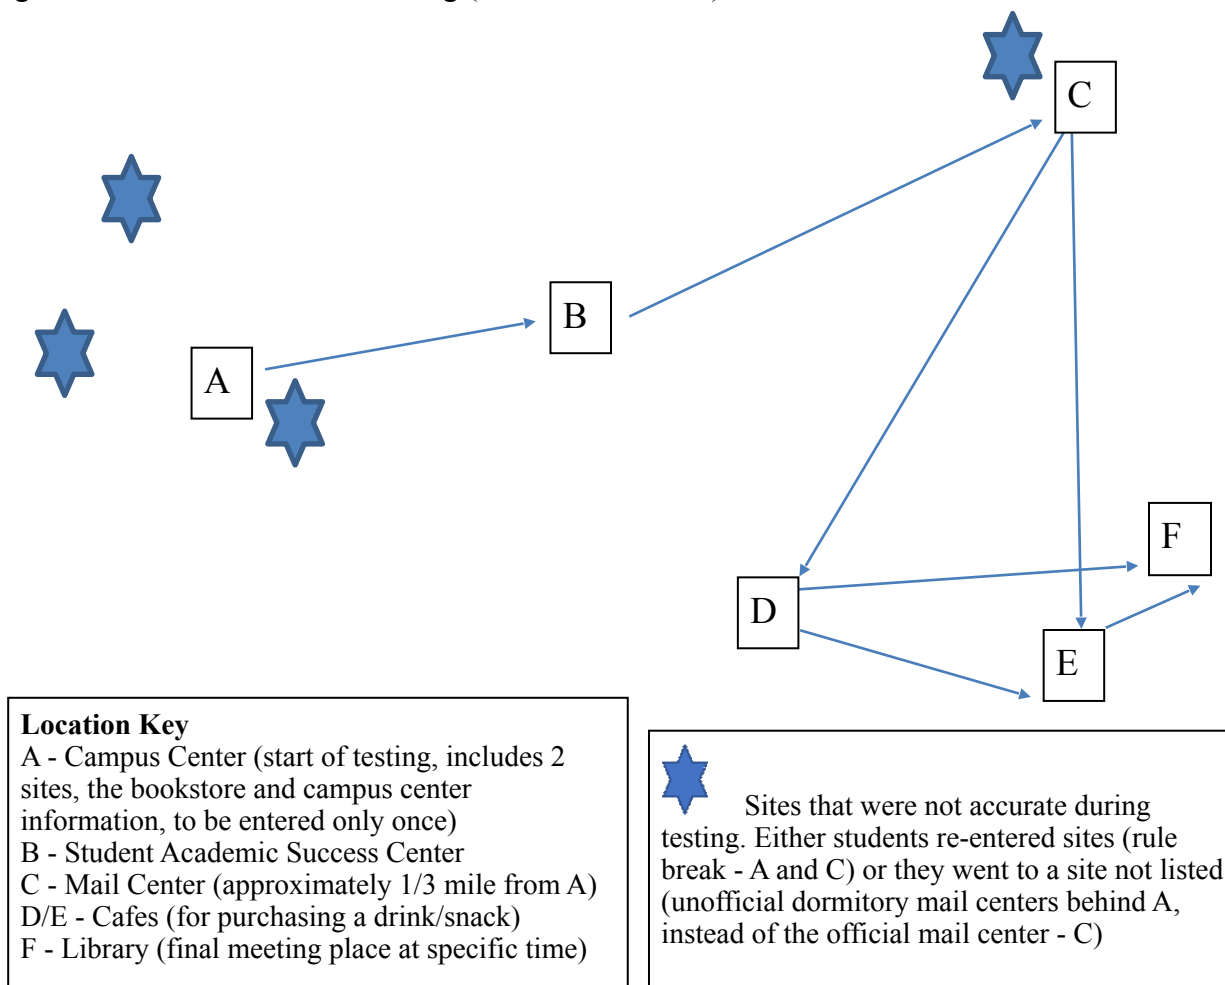 C
B
A
F
D
E
Location Key
A - Campus Center (start of testing, includes 2
sites, the bookstore and campus center
information, to be entered only once)
B - Student Academic Success Center
C - Mail Center (approximately 1/3 mile from A)
D/E - Cafes (for purchasing a drink/snack)
F - Library (final meeting place at specific time)
Sites that were not accurate during
testing. Either students re-entered sites (rule
break - A and C) or they went to a site not listed
(unofficial dormitory mail centers behind A,
instead of the official mail center - C)